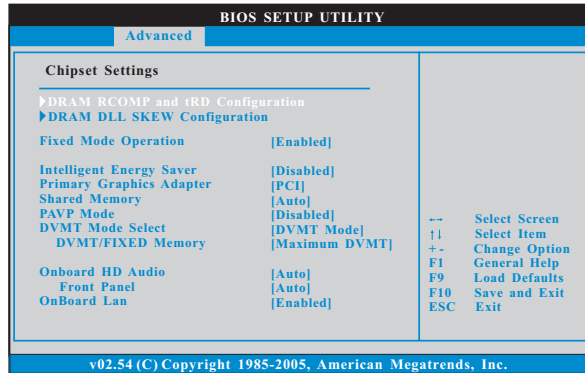 BIOS SETUP UTILITY
Advanced
Chipset Settings
DRAM RCOMP and tRD Configuration
DRAM DLL SKEW Configuration
Fixed Mode Operation [Enabled]
Intelligent Energy Saver [Disabled]
Primary Graphics Adapter [PCI]
Shared Memory [Auto]
PAVP Mode [Disabled]
DVMT Mode Select [DVMT Mode]
DVMT/FIXED Memory [Maximum DVMT]
Onboard HD Audio [Auto]
Front Panel [Auto]
OnBoard Lan [Enabled]
←→ Select Screen
↑↓ Select Item
+ - Change Option
F1 General Help
F9 Load Defaults
F10 Save and Exit
ESC Exit
v02.54 (C) Copyright 1985-2005, American Megatrends, Inc.